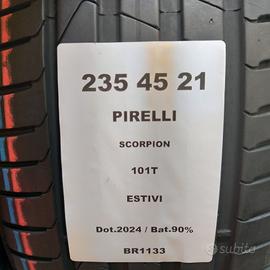 235 45 21
PIRELLI
SCORPION
101T
ESTIVI
Dot.2024 / Bat.90%
BR1133
subito